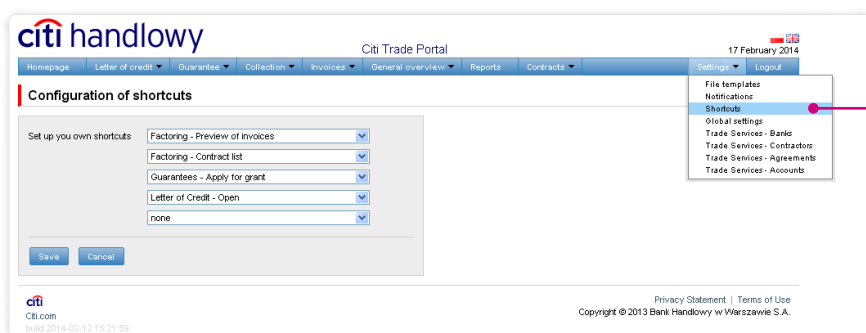 citi handlowy
Citi Trade Portal
17 February 2014
Homepage Letter of credit Guarantee Collection Invoices General overview Reports Contracts Settings Logout
Configuration of shortcuts
File templates
Notifications
Shortcuts
Global settings
Trade Services - Banks
Trade Services - Contractors
Trade Services - Agreements
Trade Services - Accounts
Set up you own shortcuts Factoring - Preview of invoices
Factoring - Contract list
Guarantees - Apply for grant
Letter of Credit - Open
none
Save Cancel
citi
Citi.com
build 2014-02-12 15:21:59
Privacy Statement | Terms of Use
Copyright © 2013 Bank Handlowy w Warszawie S.A.